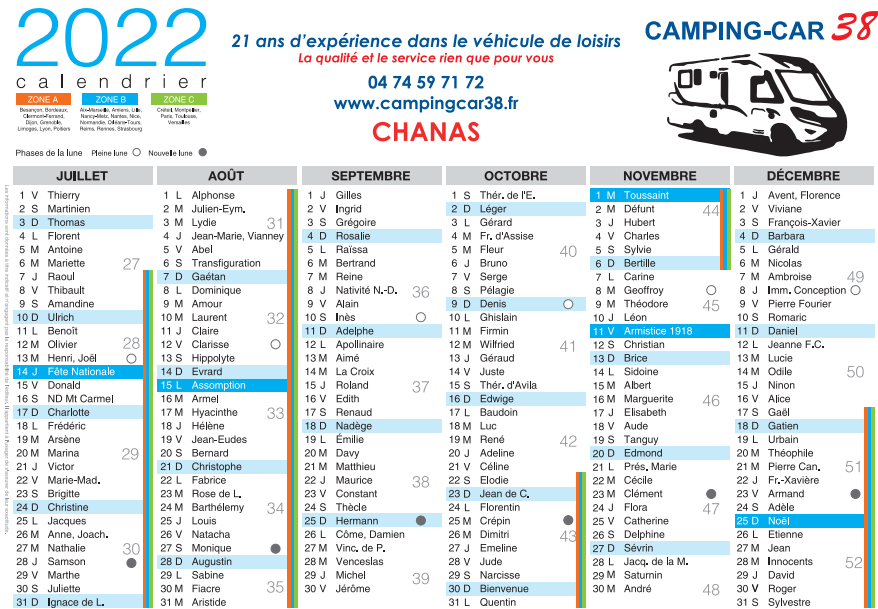 2022
calendrier
ZONE A
Besançon, Bordeaux,
Clermont-Ferrand,
Dijon, Grenoble,
Limoges, Lyon, Poitiers
ZONE B
Aix-Marseille, Amiens, Lille,
Nancy-Metz, Nantes, Nice,
Normandie, Orléans-Tours,
Reims, Rennes, Strasbourg
ZONE C
Créteil, Montpellier,
Paris, Toulouse,
Versailles
Phases de la lune Pleine lune Nouvelle lune
21 ans d'expérience dans le véhicule de loisirs
La qualité et le service rien que pour vous
04 74 59 71 72
www.campingcar38.fr
CHANAS
CAMPING-CAR 38
JUILLET
1 V Thierry
2 S Martinien
3 D Thomas
4 L Florent
5 M Antoine
6 M Mariette 27
7 J Raoul
8 V Thibault
9 S Amandine
10 D Ulrich
11 L Benoît
12 M Olivier 28
13 M Henri, Joël
14 J Fête Nationale
15 V Donald
16 S ND Mt Carmel
17 D Charlotte
18 L Frédéric
19 M Arsène
20 M Marina 29
21 J Victor
22 V Marie-Mad.
23 S Brigitte
24 D Christine
25 L Jacques
26 M Anne, Joach.
27 M Nathalie 30
28 J Samson
29 V Marthe
30 S Juliette
31 D Ignace de L.
AOÛT
1 L Alphonse
2 M Julien-Eym.
3 M Lydie 31
4 J Jean-Marie, Vianney
5 V Abel
6 S Transfiguration
7 D Gaétan
8 L Dominique
9 M Amour
10 M Laurent 32
11 J Claire
12 V Clarisse
13 S Hippolyte
14 D Evrard
15 L Assomption
16 M Armel
17 M Hyacinthe 33
18 J Hélène
19 V Jean-Eudes
20 S Bernard
21 D Christophe
22 L Fabrice
23 M Rose de L.
24 M Barthélemy 34
25 J Louis
26 V Natacha
27 S Monique
28 D Augustin
29 L Sabine
30 M Fiacre 35
31 M Aristide
SEPTEMBRE
1 J Gilles
2 V Ingrid
3 S Grégoire
4 D Rosalie
5 L Raïssa
6 M Bertrand
7 M Reine
8 J Nativité N.-D. 36
9 V Alain
10 S Inès
11 D Adelphe
12 L Apollinaire
13 M Aimé
14 M La Croix
15 J Roland 37
16 V Edith
17 S Renaud
18 D Nadège
19 L Émilie
20 M Davy
21 M Matthieu
22 J Maurice 38
23 V Constant
24 S Thècle
25 D Hermann
26 L Côme, Damien
27 M Vinc. de P.
28 M Venceslas
29 J Michel 39
30 V Jérôme
OCTOBRE
1 S Thér. de l'E.
2 D Léger
3 L Gérard
4 M Fr. d'Assise
5 M Fleur 40
6 J Bruno
7 V Serge
8 S Pélagie
9 D Denis
10 L Ghislain
11 M Firmin
12 M Wilfried 41
13 J Géraud
14 V Juste
15 S Thér. d'Avila
16 D Edwige
17 L Baudoin
18 M Luc
19 M René 42
20 J Adeline
21 V Céline
22 S Elodie
23 D Jean de C.
24 L Florentin
25 M Crépin
26 M Dimitri 43
27 J Emeline
28 V Jude
29 S Narcisse
30 D Bienvenue
31 L Quentin
NOVEMBRE
1 M Toussaint
2 M Défunt 44
3 J Hubert
4 V Charles
5 S Sylvie
6 D Bertille
7 L Carine
8 M Geoffroy
9 M Théodore 45
10 J Léon
11 V Armistice 1918
12 S Christian
13 D Brice
14 L Sidoine
15 M Albert
16 M Marguerite 46
17 J Elisabeth
18 V Aude
19 S Tanguy
20 D Edmond
21 L Prés. Marie
22 M Cécile
23 M Clément
24 J Flora 47
25 V Catherine
26 S Delphine
27 D Sévrin
28 L Jacq. de la M.
29 M Saturnin
30 M André 48
DÉCEMBRE
1 J Avent, Florence
2 V Viviane
3 S François-Xavier
4 D Barbara
5 L Gérald
6 M Nicolas
7 M Ambroise 49
8 J Imm. Conception
9 V Pierre Fourier
10 S Romaric
11 D Daniel
12 L Jeanne F.C.
13 M Lucie
14 M Odile 50
15 J Ninon
16 V Alice
17 S Gaël
18 D Gatien
19 L Urbain
20 M Théophile
21 M Pierre Can. 51
22 J Fr.-Xavière
23 V Armand
24 S Adèle
25 D Noël
26 L Etienne
27 M Jean
28 M Innocents 52
29 J David
30 V Roger
31 S Sylvestre